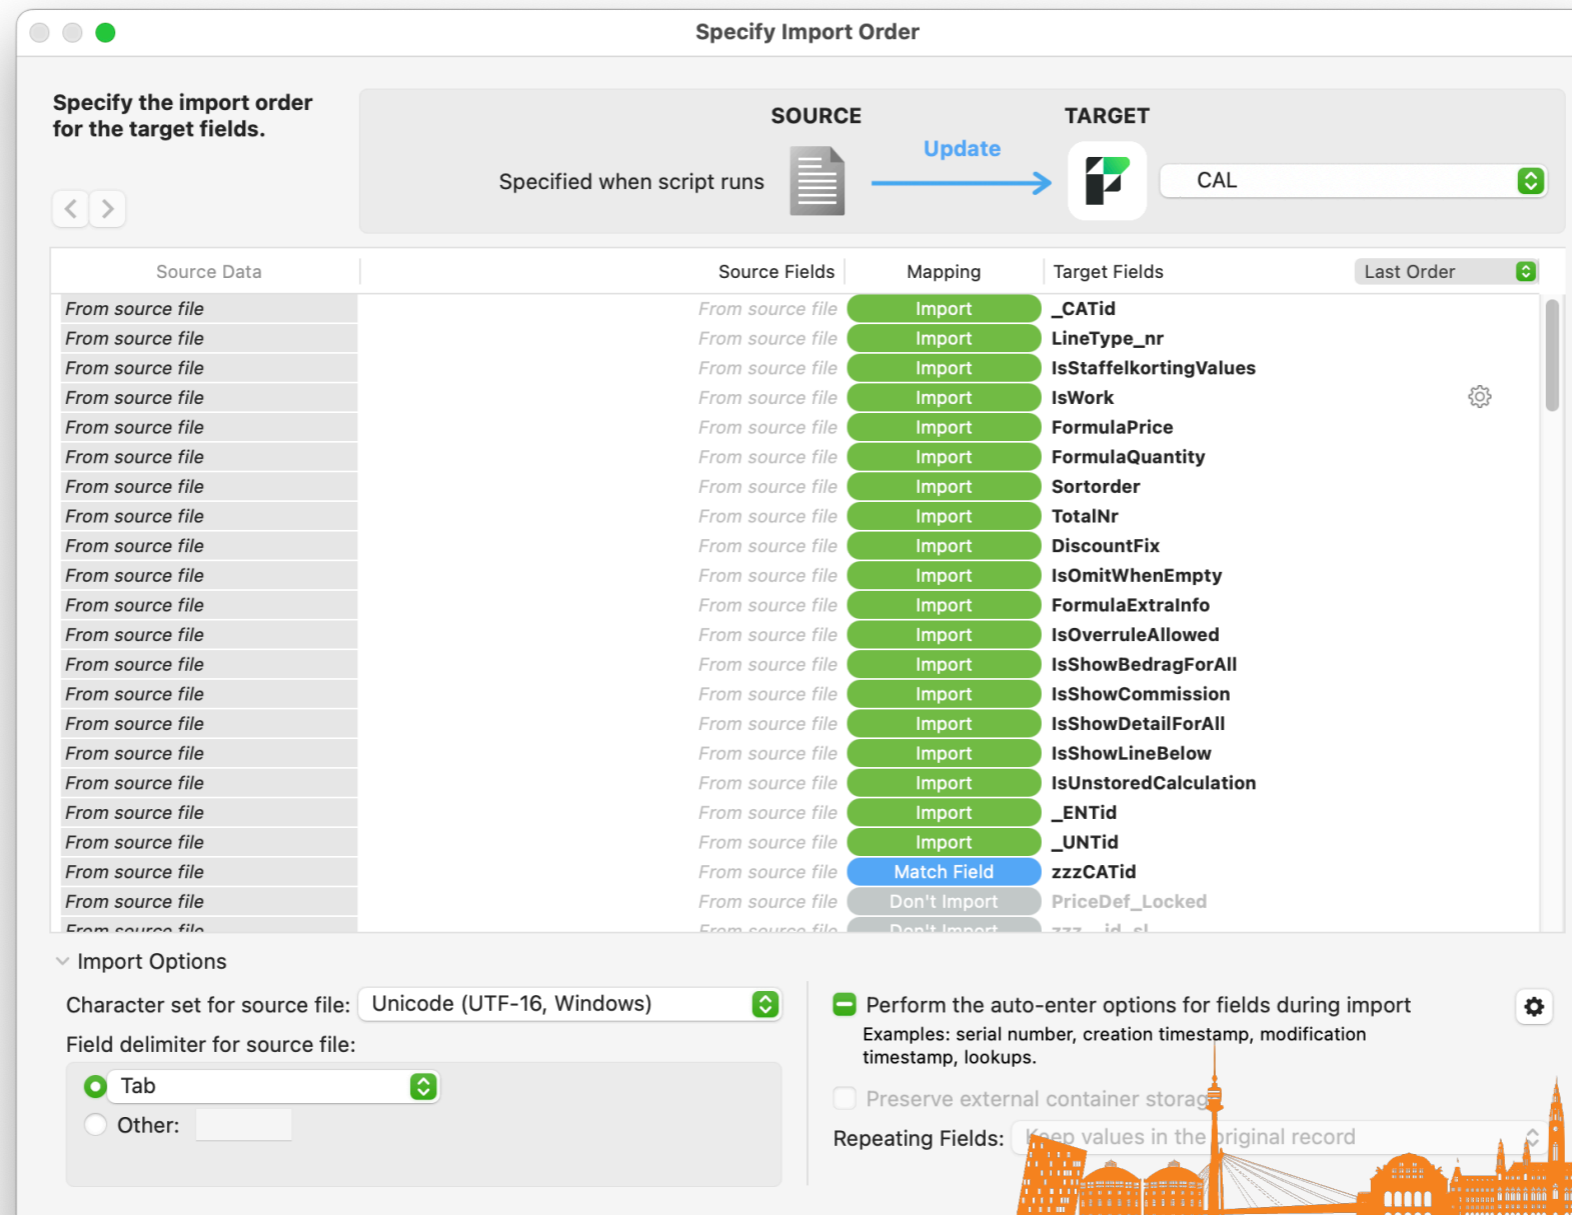 Specify Import Order
Specify the import order
for the target fields.
SOURCE
TARGET
Update
Specified when script runs
CAL
Source Data Source Fields Mapping Target Fields Last Order
From source file From source file Import _CATid
From source file From source file Import LineType_nr
From source file From source file Import IsStaffelkortingValues
From source file From source file Import IsWork
From source file From source file Import FormulaPrice
From source file From source file Import FormulaQuantity
From source file From source file Import Sortorder
From source file From source file Import TotalNr
From source file From source file Import DiscountFix
From source file From source file Import IsOmitWhenEmpty
From source file From source file Import FormulaExtraInfo
From source file From source file Import IsOverruleAllowed
From source file From source file Import IsShowBedragForAll
From source file From source file Import IsShowCommission
From source file From source file Import IsShowDetailForAll
From source file From source file Import IsShowLineBelow
From source file From source file Import IsUnstoredCalculation
From source file From source file Import _ENTid
From source file From source file Import _UNTid
From source file From source file Match Field zzzCATid
From source file From source file Don't Import PriceDef_Locked
From source file From source file Don't Import
Import Options
Character set for source file: Unicode (UTF-16, Windows)
Field delimiter for source file:
Tab
Other:
Perform the auto-enter options for fields during import
Examples: serial number, creation timestamp, modification
timestamp, lookups.
Preserve external container storage
Repeating Fields: Keep values in the original record